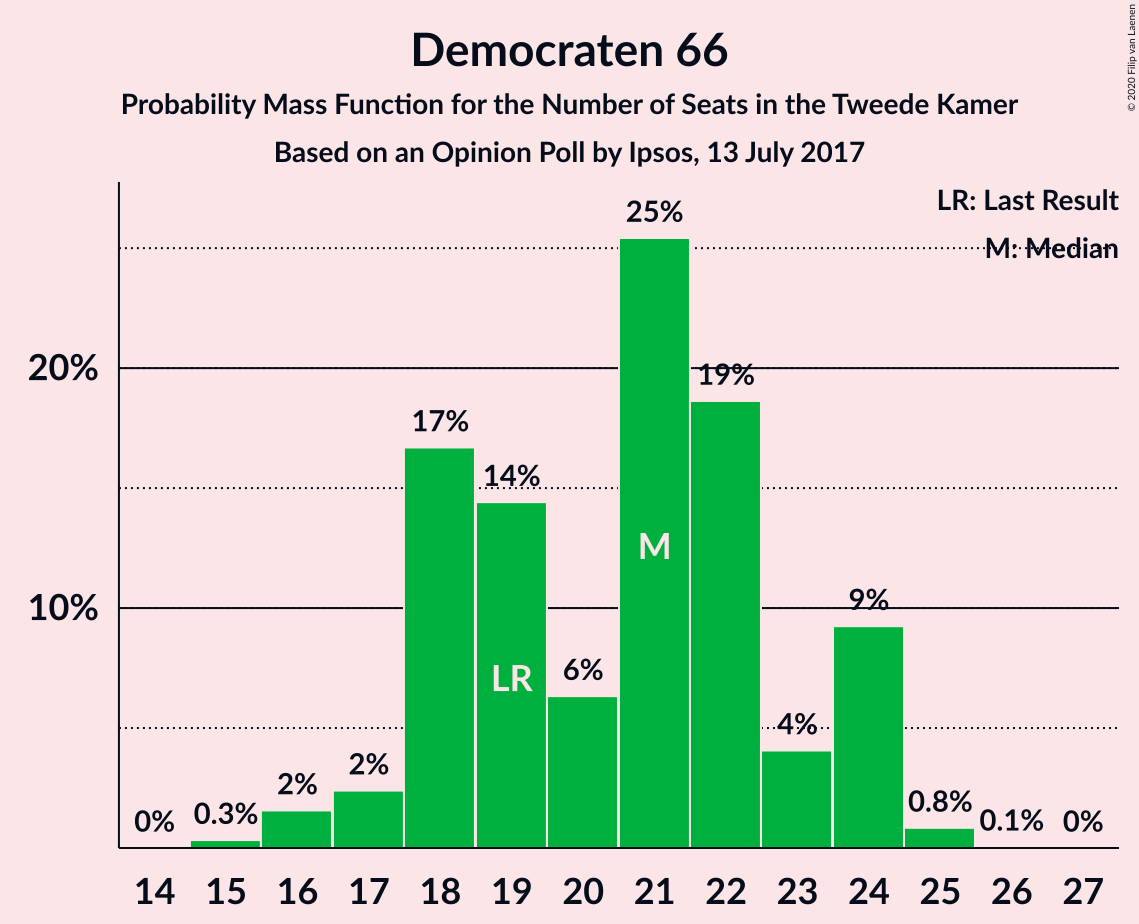 Democraten 66
Probability Mass Function for the Number of Seats in the Tweede Kamer
Based on an Opinion Poll by Ipsos, 13 July 2017
© 2020 Filip van Laenen
LR: Last Result
M: Median
25%
20%
19%
17%
14%
M
10%
9%
LR
6%
4%
2%
2%
0.8%
0.3%
0.1%
0%
0%
14 15 16 17 18 19 20 21 22 23 24 25 26 27